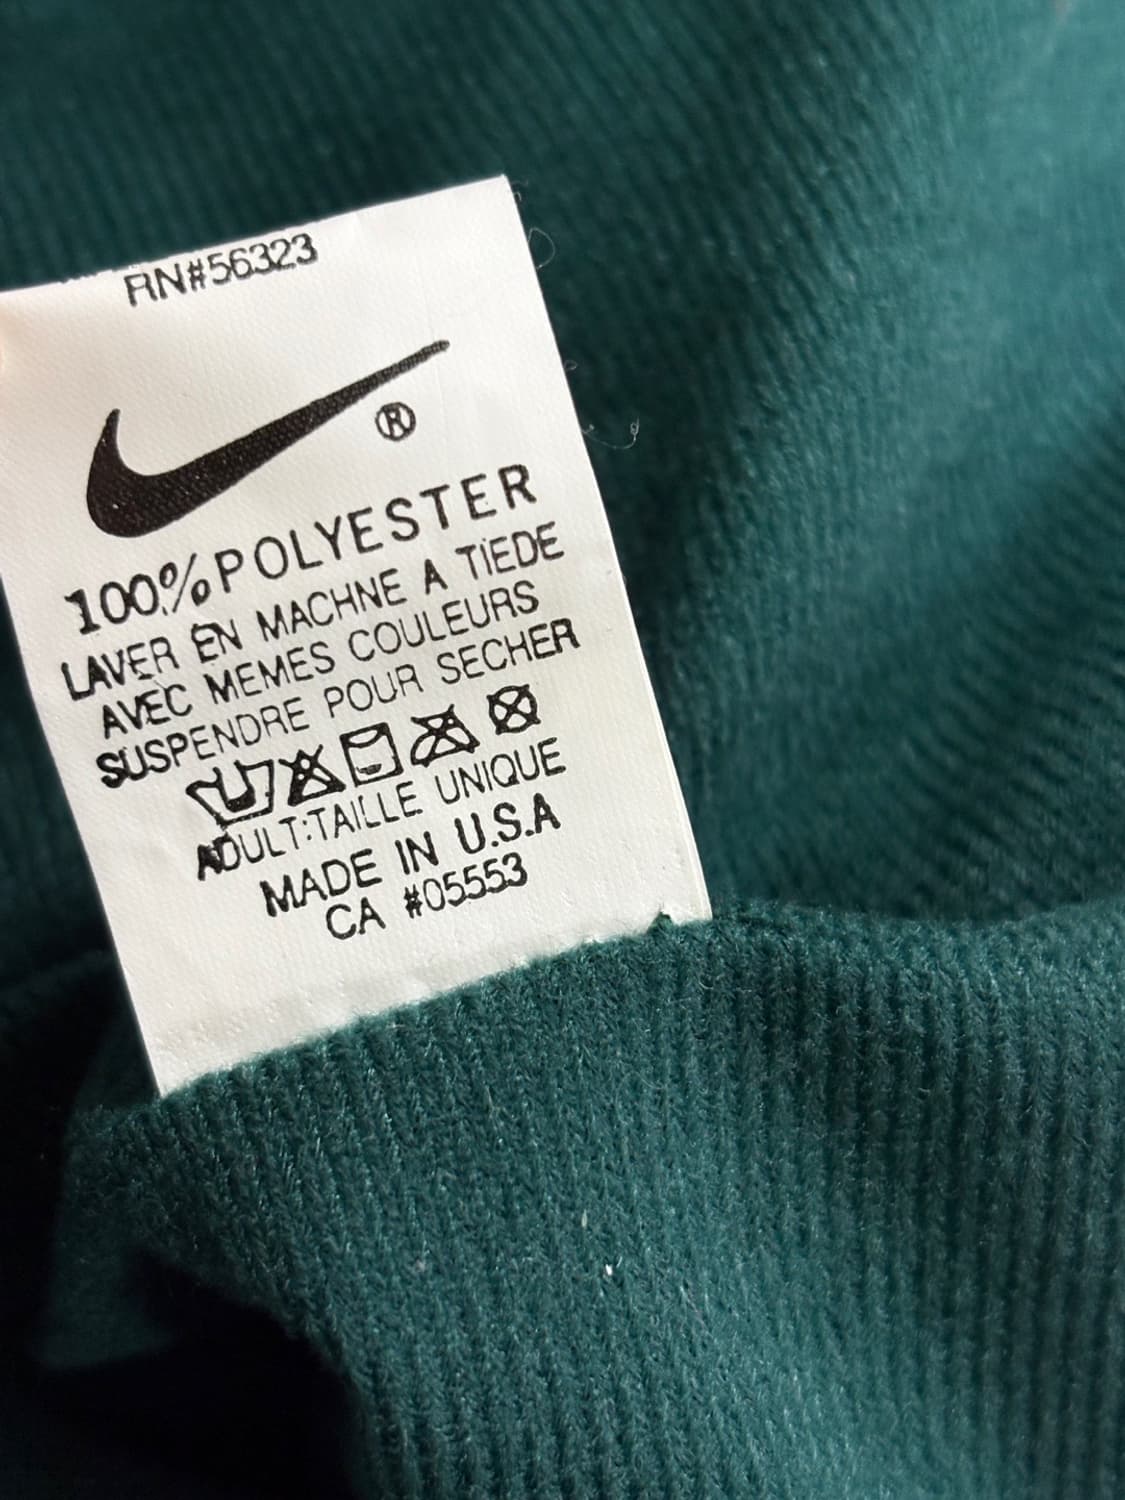 RN#56323
®
100% POLYESTER
LAVER EN MACHNE A TIEDE
AVEC MEMES COULEURS
SUSPENDRE POUR SECHER
ADULT:TAILLE UNIQUE
MADE IN U.S.A
CA #05553